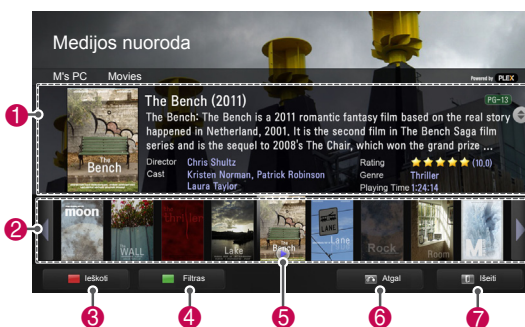 Medijos nuoroda
M's PC Movies
Powered by PLEX
1
The Bench (2011) PG-13
The Bench: The Bench is a 2011 romantic fantasy film based on the real story
happened in Netherland, 2001. It is the second film in The Bench Saga film
series and is the sequel to 2008's The Chair, which won the grand prize ...
Director Chris Shultz
Cast Kristen Norman, Patrick Robinson
Laura Taylor
Rating (10,0)
Genre Thriller
Playing Time 1:24:14
The
Bench
2
moon
WALL
thriller
Lake
The
Bench
LANE
Lane
Rock
Room
M
Ieškoti
Filtras
Atgal
Išeiti
3
4
5
6
7